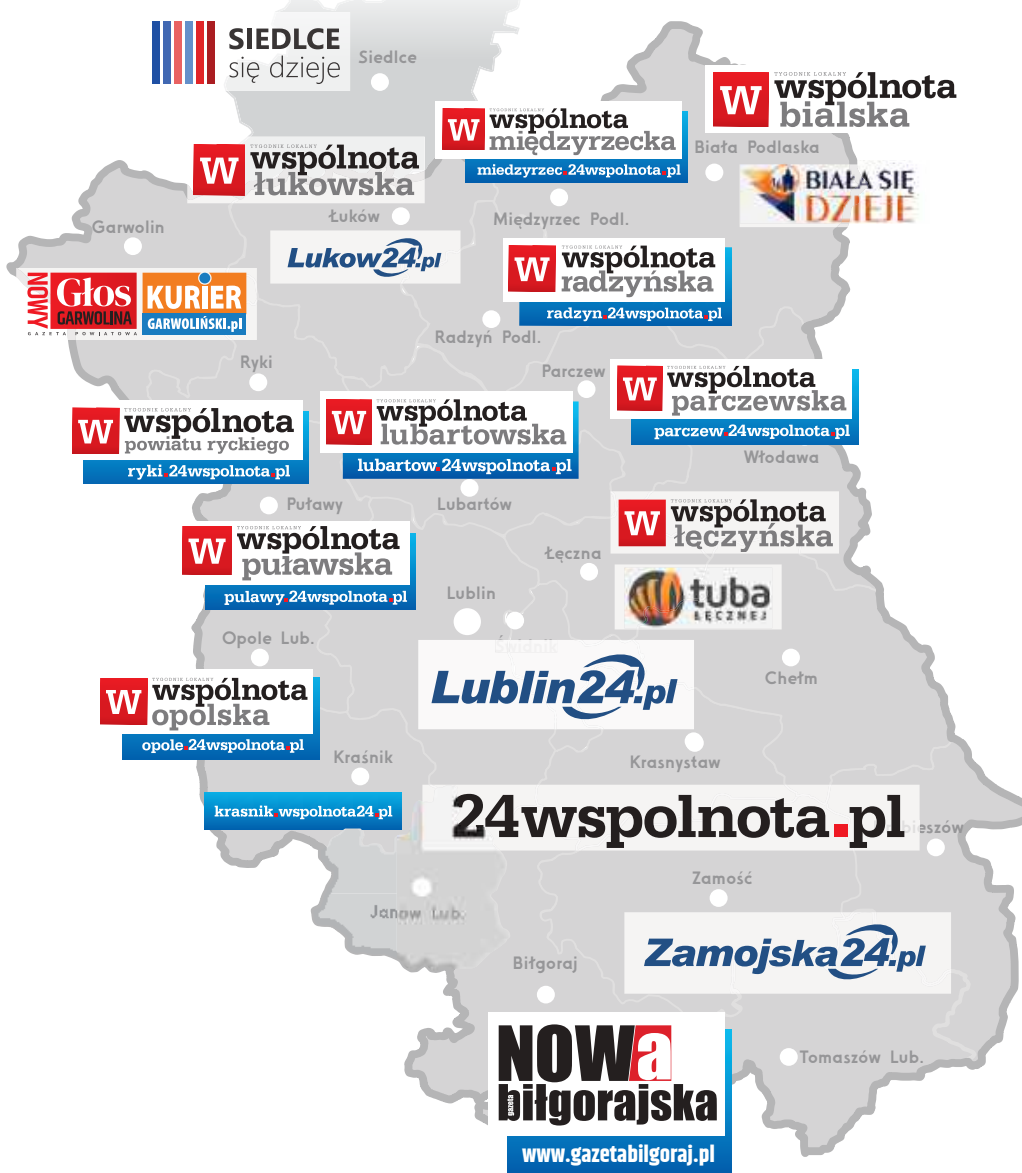 SIEDLCE
się dzieje
Siedlce
TYGODNIK LOKALNY
W wspólnota
bialska
TYGODNIK LOKALNY
W wspólnota
międzyrzecka
miedzyrzec.24wspolnota.pl
Biała Podlaska
TYGODNIK LOKALNY
W wspólnota
łukowska
BIAŁA SIĘ
DZIEJE
Łuków
Międzyrzec Podl.
Garwolin
Lukow24.pl
TYGODNIK LOKALNY
W wspólnota
radzyńska
radzyn.24wspolnota.pl
NOWY
Głos
GARWOLINA
GAZETA POWIATOWA
KURIER
GARWOLIŃSKI.pl
Radzyń Podl.
Ryki
Parczew
TYGODNIK LOKALNY
W wspólnota
parczewska
parczew.24wspolnota.pl
TYGODNIK LOKALNY
W wspólnota
powiatu ryckiego
ryki.24wspolnota.pl
TYGODNIK LOKALNY
W wspólnota
lubartowska
lubartow.24wspolnota.pl
Włodawa
Puławy
Lubartów
TYGODNIK LOKALNY
W wspólnota
łęczyńska
TYGODNIK LOKALNY
W wspólnota
puławska
pulawy.24wspolnota.pl
Łęczna
tuba
ŁĘCZNEJ
Lublin
Świdnik
Opole Lub.
Lublin24.pl
Chełm
TYGODNIK LOKALNY
W wspólnota
opolska
opole.24wspolnota.pl
Kraśnik
Krasnystaw
krasnik.wspolnota24.pl
24wspolnota.pl
bieszów
Zamość
Janów Lub.
Zamojska24.pl
Biłgoraj
NOWa
gazeta
biłgorajska
www.gazetabilgoraj.pl
Tomaszów Lub.